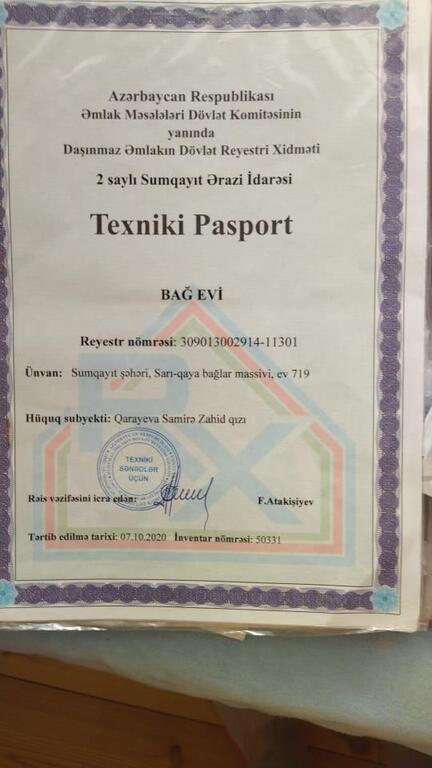 Azərbaycan Respublikası
Əmlak Məsələləri Dövlət Komitəsinin
yanında
Daşınmaz Əmlakın Dövlət Reyestri Xidməti
2 saylı Sumqayıt Ərazi İdarəsi
Texniki Pasport
BAĞ EVİ
Reyestr nömrəsi: 309013002914-11301
Ünvan: Sumqayıt şəhəri, Sarı-qaya bağlar massivi, ev 719
Hüquq subyekti: Qarayeva Samirə Zahid qızı
TEXNİKİ
SƏNƏDLƏR
ÜÇÜN
Rəis vəzifəsini icra edən: F.Atakişiyev
Tərtib edilmə tarixi: 07.10.2020 İnventar nömrəsi: 50331